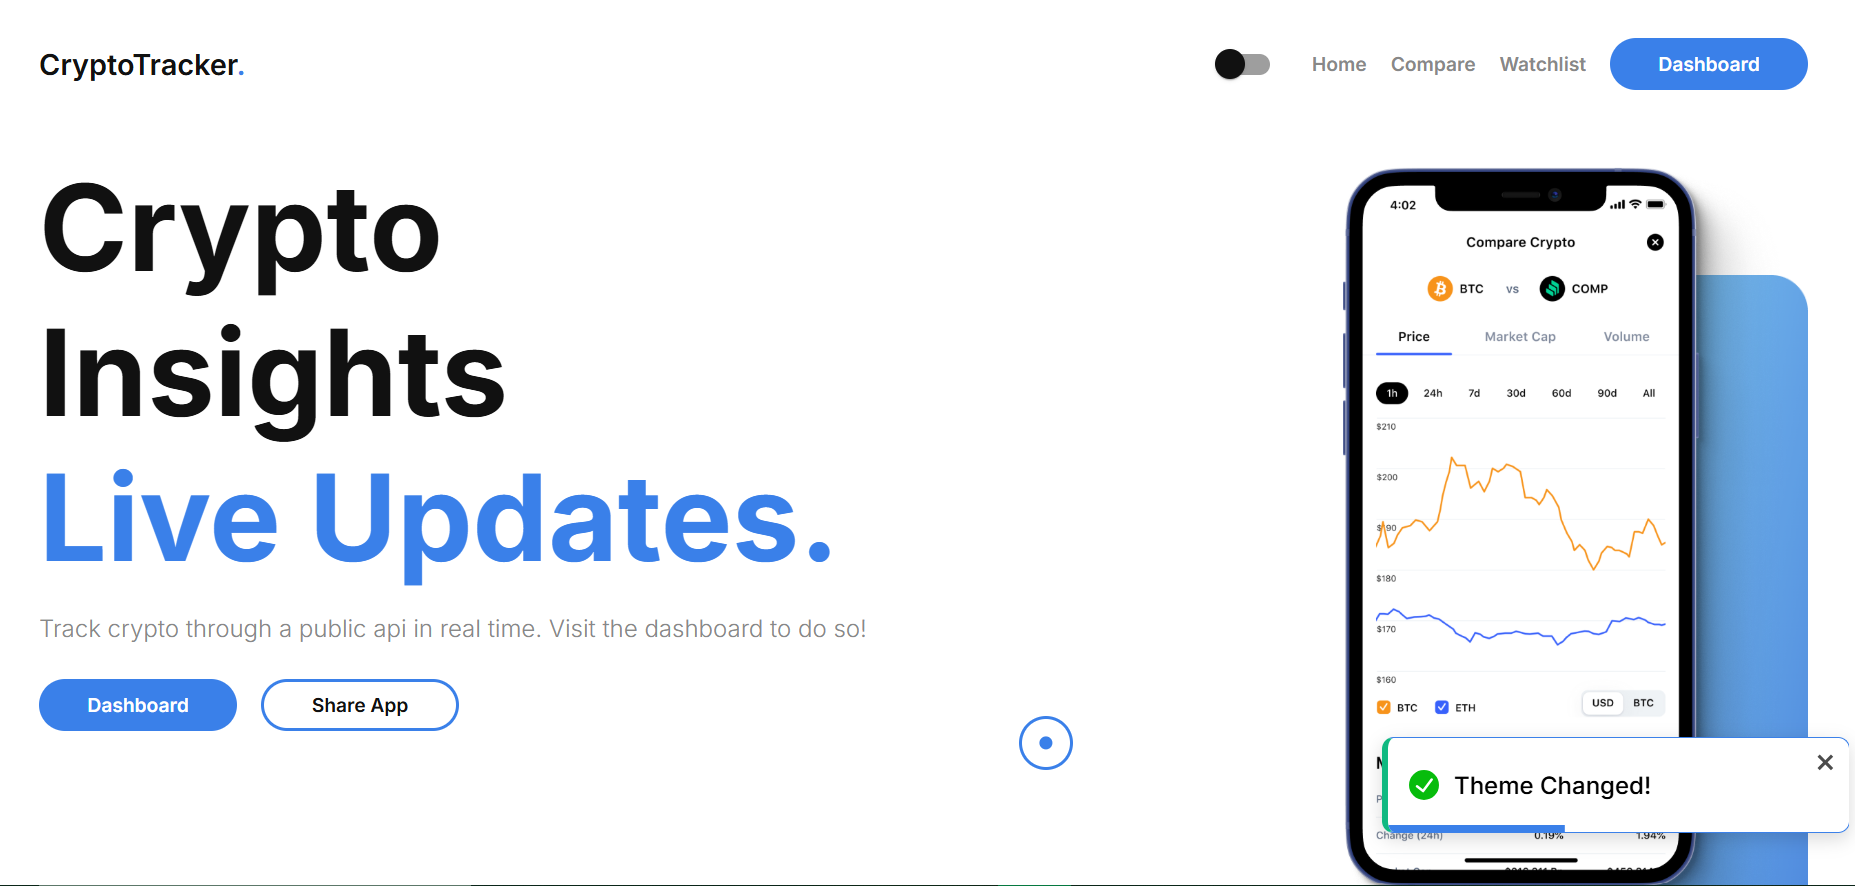 CryptoTracker.
Home Compare Watchlist Dashboard
Crypto
Insights
Live Updates.
Track crypto through a public api in real time. Visit the dashboard to do so!
Dashboard Share App
4:02
Compare Crypto
BTC vs COMP
Price Market Cap Volume
1h 24h 7d 30d 60d 90d All
$210
$200
$190
$180
$170
$160
BTC ETH USD BTC
Theme Changed!
Change (24h) 0.19% 1.94%